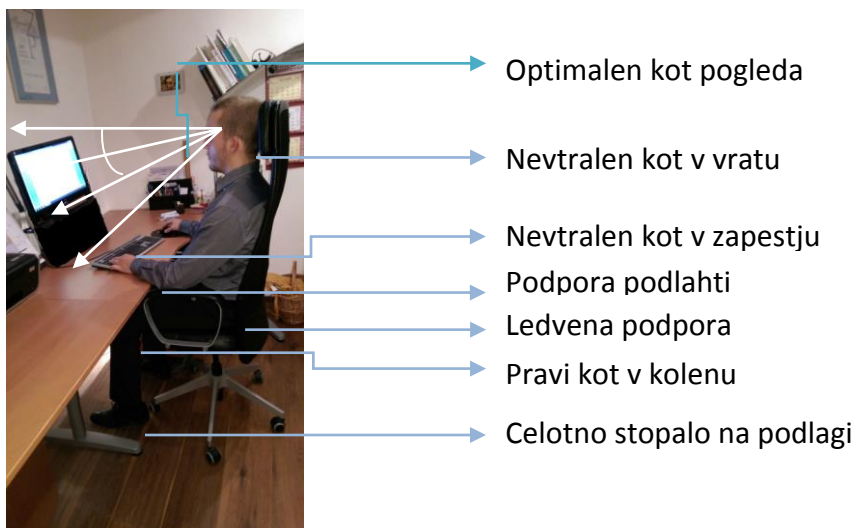 Optimalen kot pogleda
Nevtralen kot v vratu
Nevtralen kot v zapestju
Podpora podlahti
Ledvena podpora
Pravi kot v kolenu
Celotno stopalo na podlagi